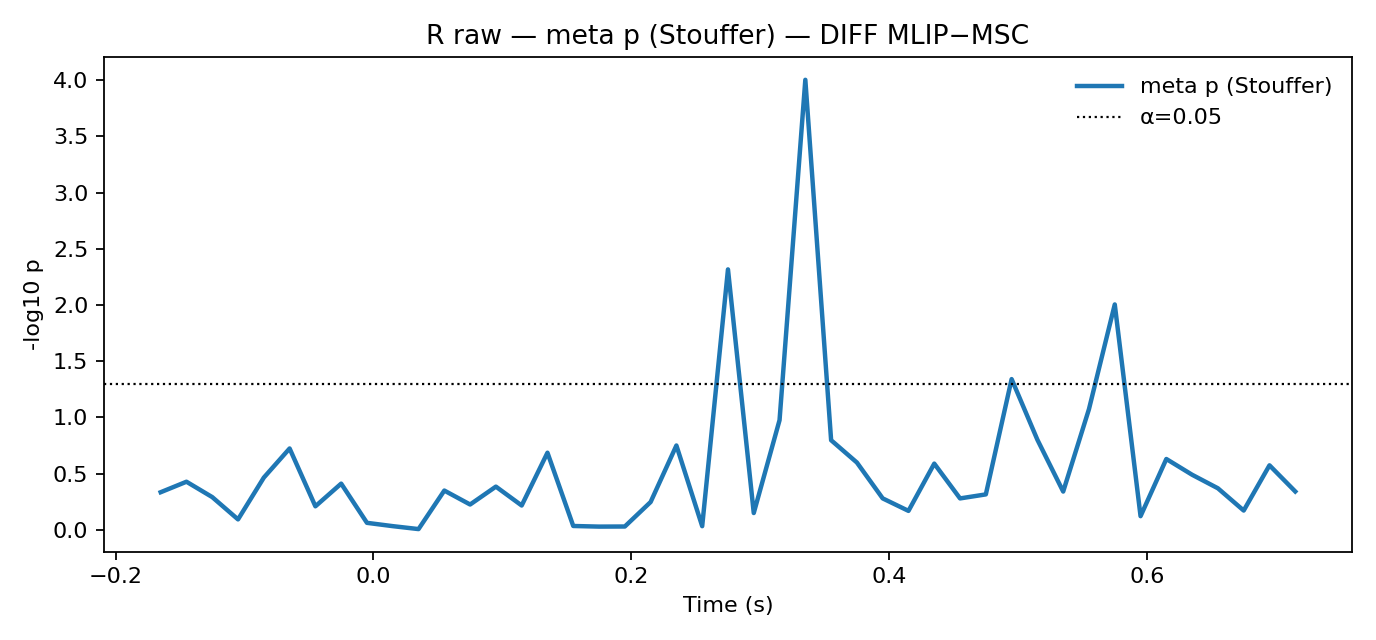 R raw — meta p (Stouffer) — DIFF MLIP−MSC
meta p (Stouffer)
α=0.05
-log10 p
4.0
3.5
3.0
2.5
2.0
1.5
1.0
0.5
0.0
−0.2 0.0 0.2 0.4 0.6
Time (s)